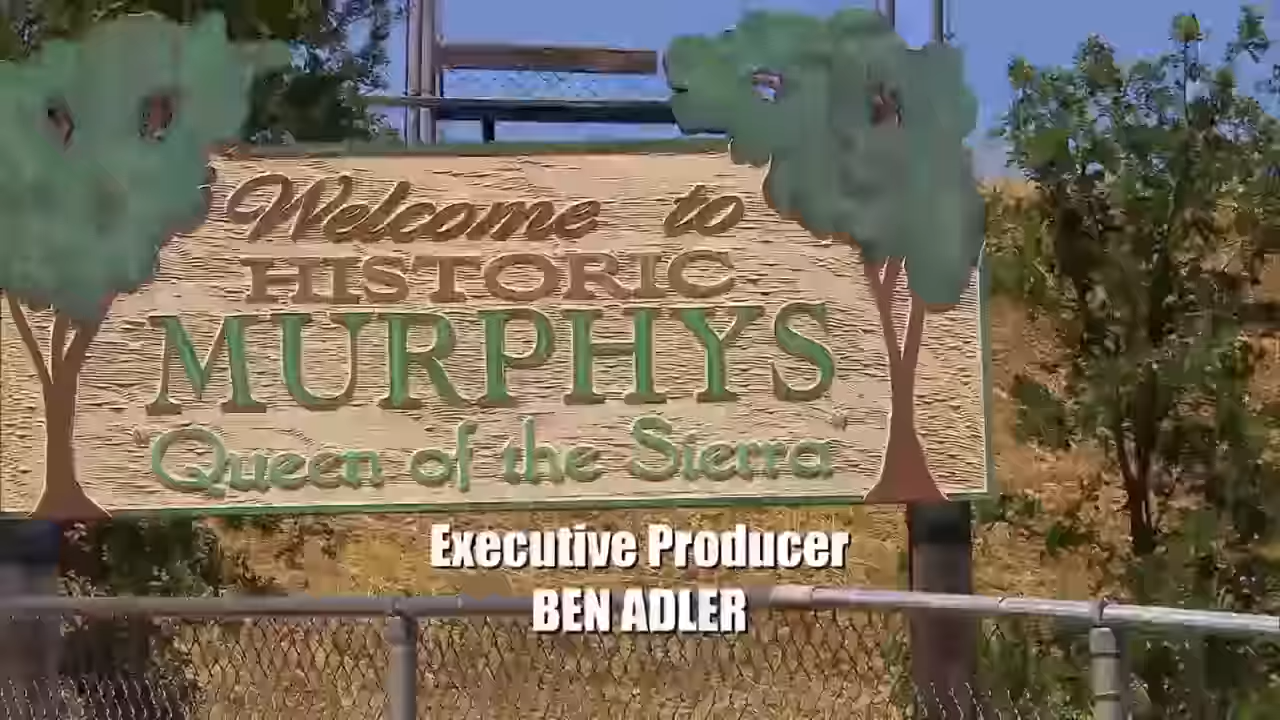 Welcome to
HISTORIC
MURPHYS
"Queen of the Sierra"
Executive Producer
BEN ADLER